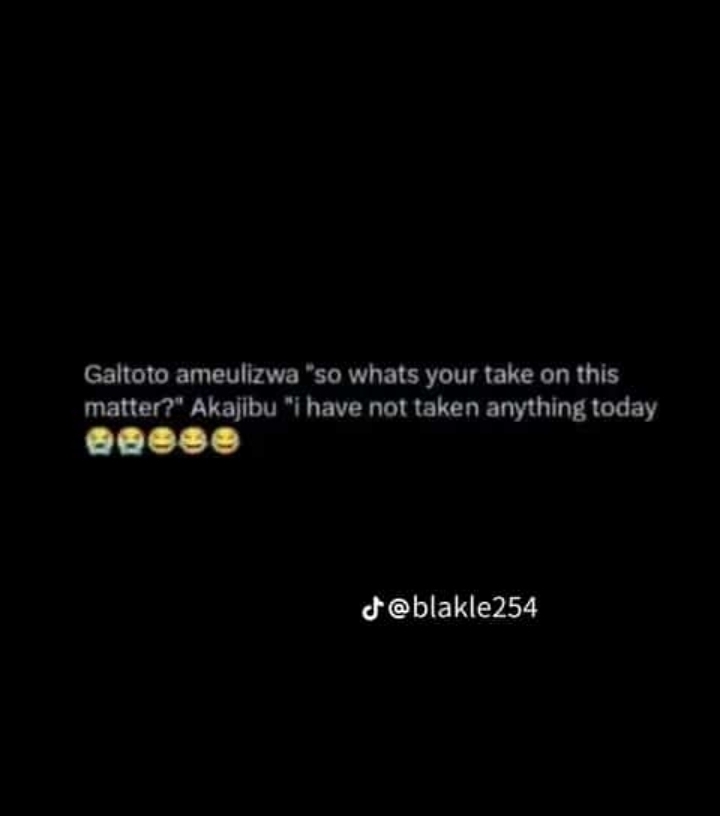 Galtoto ameulizwa "so whats your take on this
matter?" Akajibu "i have not taken anything today
😭😭😂😂😂
@blakle254